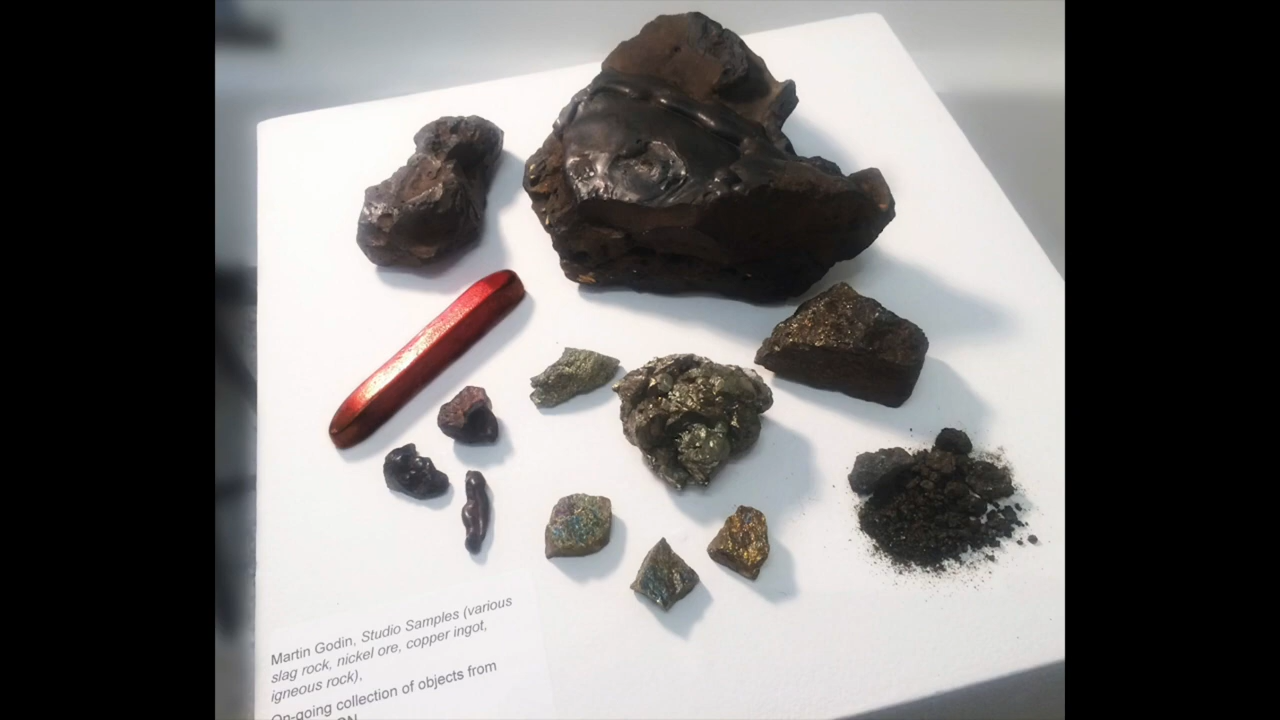 Martin Godin, Studio Samples (various
slag rock, nickel ore, copper ingot,
igneous rock),
On-going collection of objects from
ON